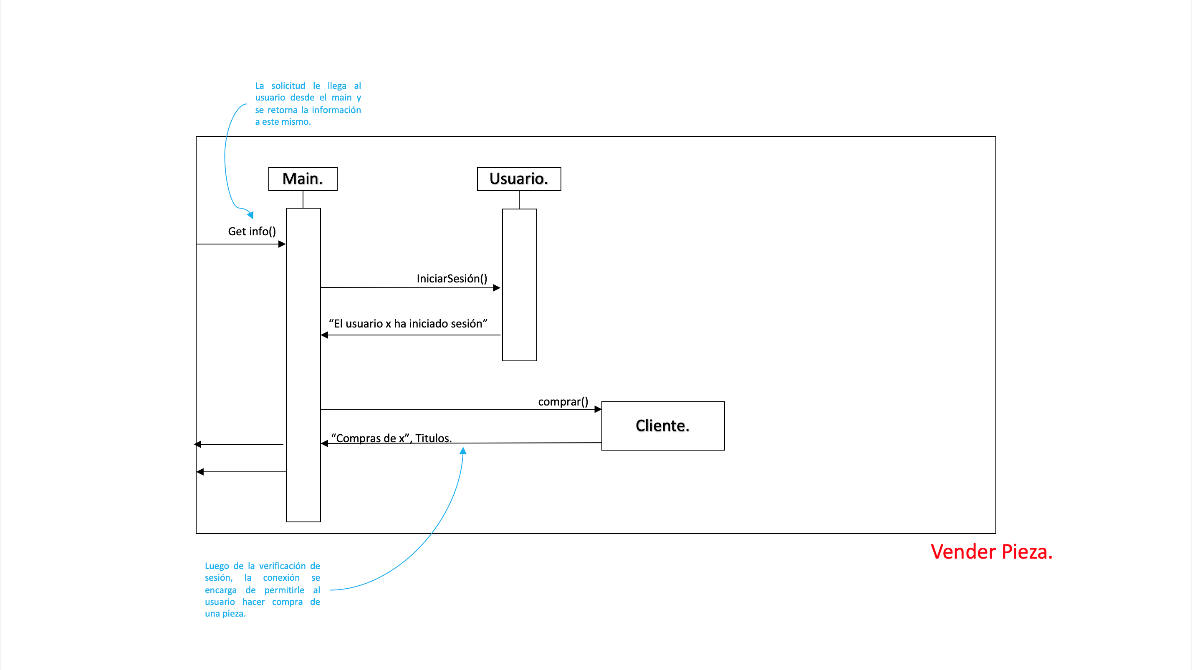 La solicitud le llega al
usuario desde el main y
se retorna la información
a este mismo.
Main.
Usuario.
Get info()
IniciarSesión()
“El usuario x ha iniciado sesión”
comprar()
Cliente.
“Compras de x”, Titulos.
Vender Pieza.
Luego de la verificación de
sesión, la conexión se
encarga de permitirle al
usuario hacer compra de
una pieza.